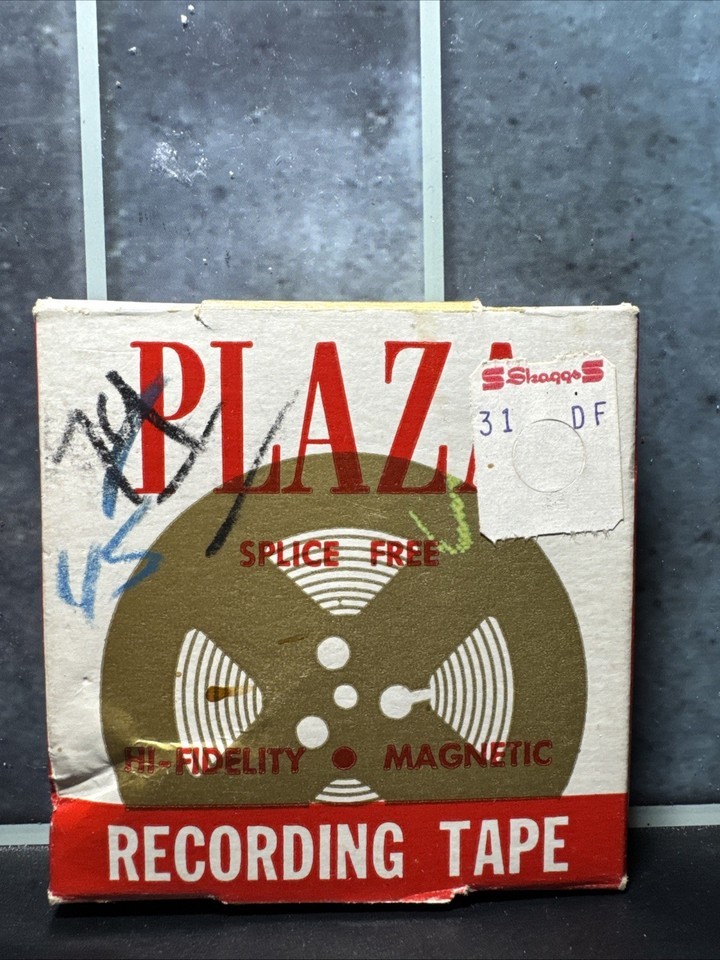 PLAZA
S Skaggs S
31 DF
SPLICE FREE
HI-FIDELITY MAGNETIC
RECORDING TAPE